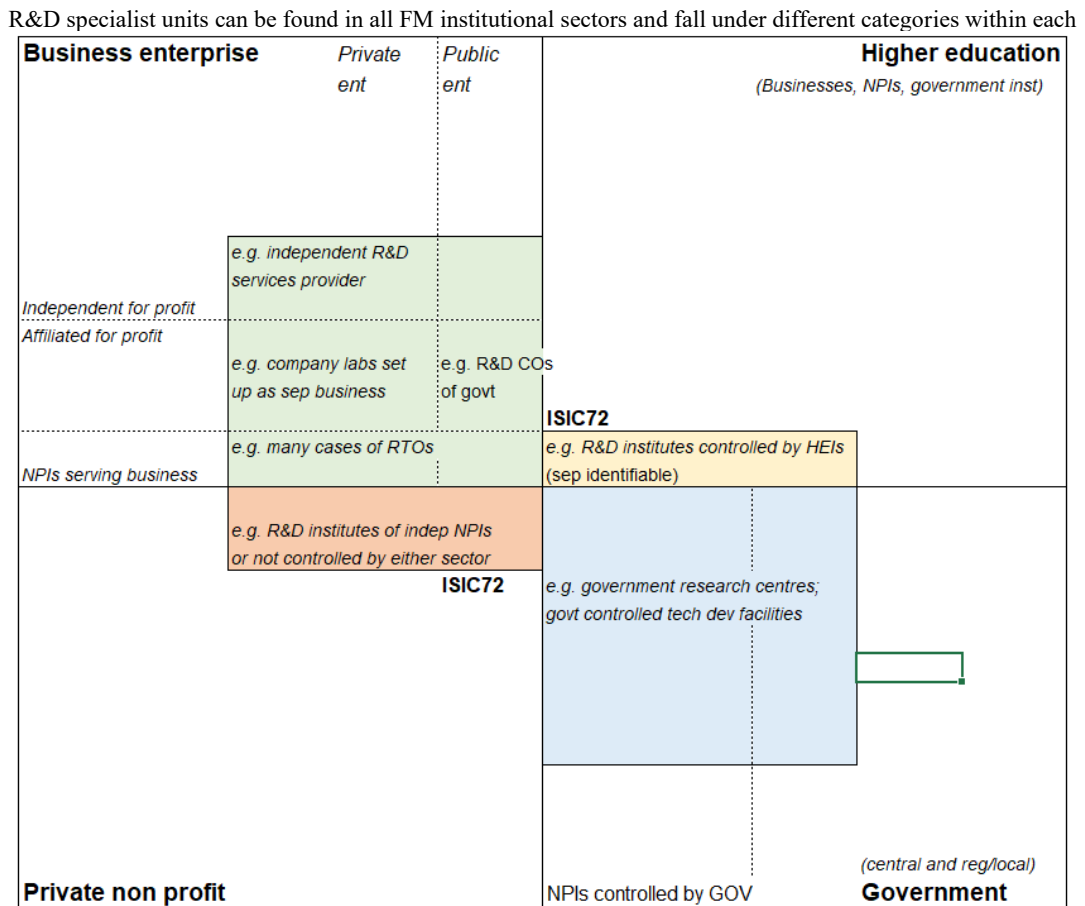 R&D specialist units can be found in all FM institutional sectors and fall under different categories within each
Business enterprise
Private
ent
Public
ent
Higher education
(Businesses, NPIs, government inst)
e.g. independent R&D
services provider
Independent for profit
Affiliated for profit
e.g. company labs set
up as sep business
e.g. R&D COs
of govt
ISIC72
e.g. many cases of RTOs
NPIs serving business
e.g. R&D institutes controlled by HEIs
(sep identifiable)
e.g. R&D institutes of indep NPIs
or not controlled by either sector
ISIC72
e.g. government research centres;
govt controlled tech dev facilities
(central and reg/local)
Private non profit
NPIs controlled by GOV
Government